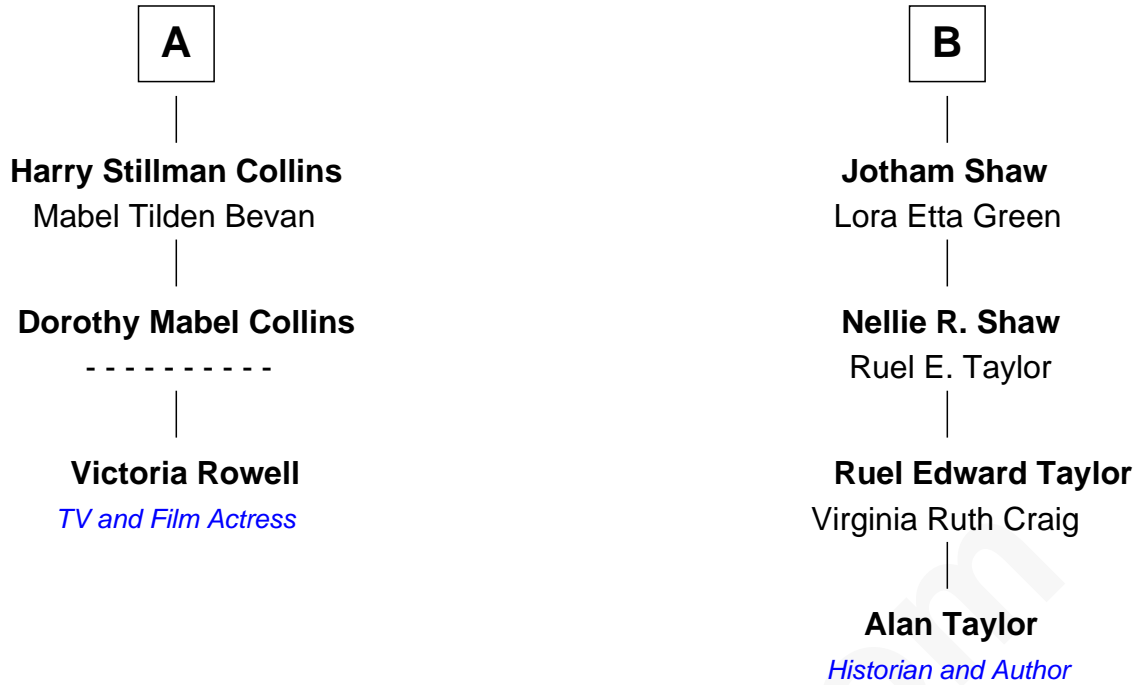 A
Harry Stillman Collins
Mabel Tilden Bevan
Dorothy Mabel Collins
- - - - - - - - - -
Victoria Rowell
TV and Film Actress
B
Jotham Shaw
Lora Etta Green
Nellie R. Shaw
Ruel E. Taylor
Ruel Edward Taylor
Virginia Ruth Craig
Alan Taylor
Historian and Author